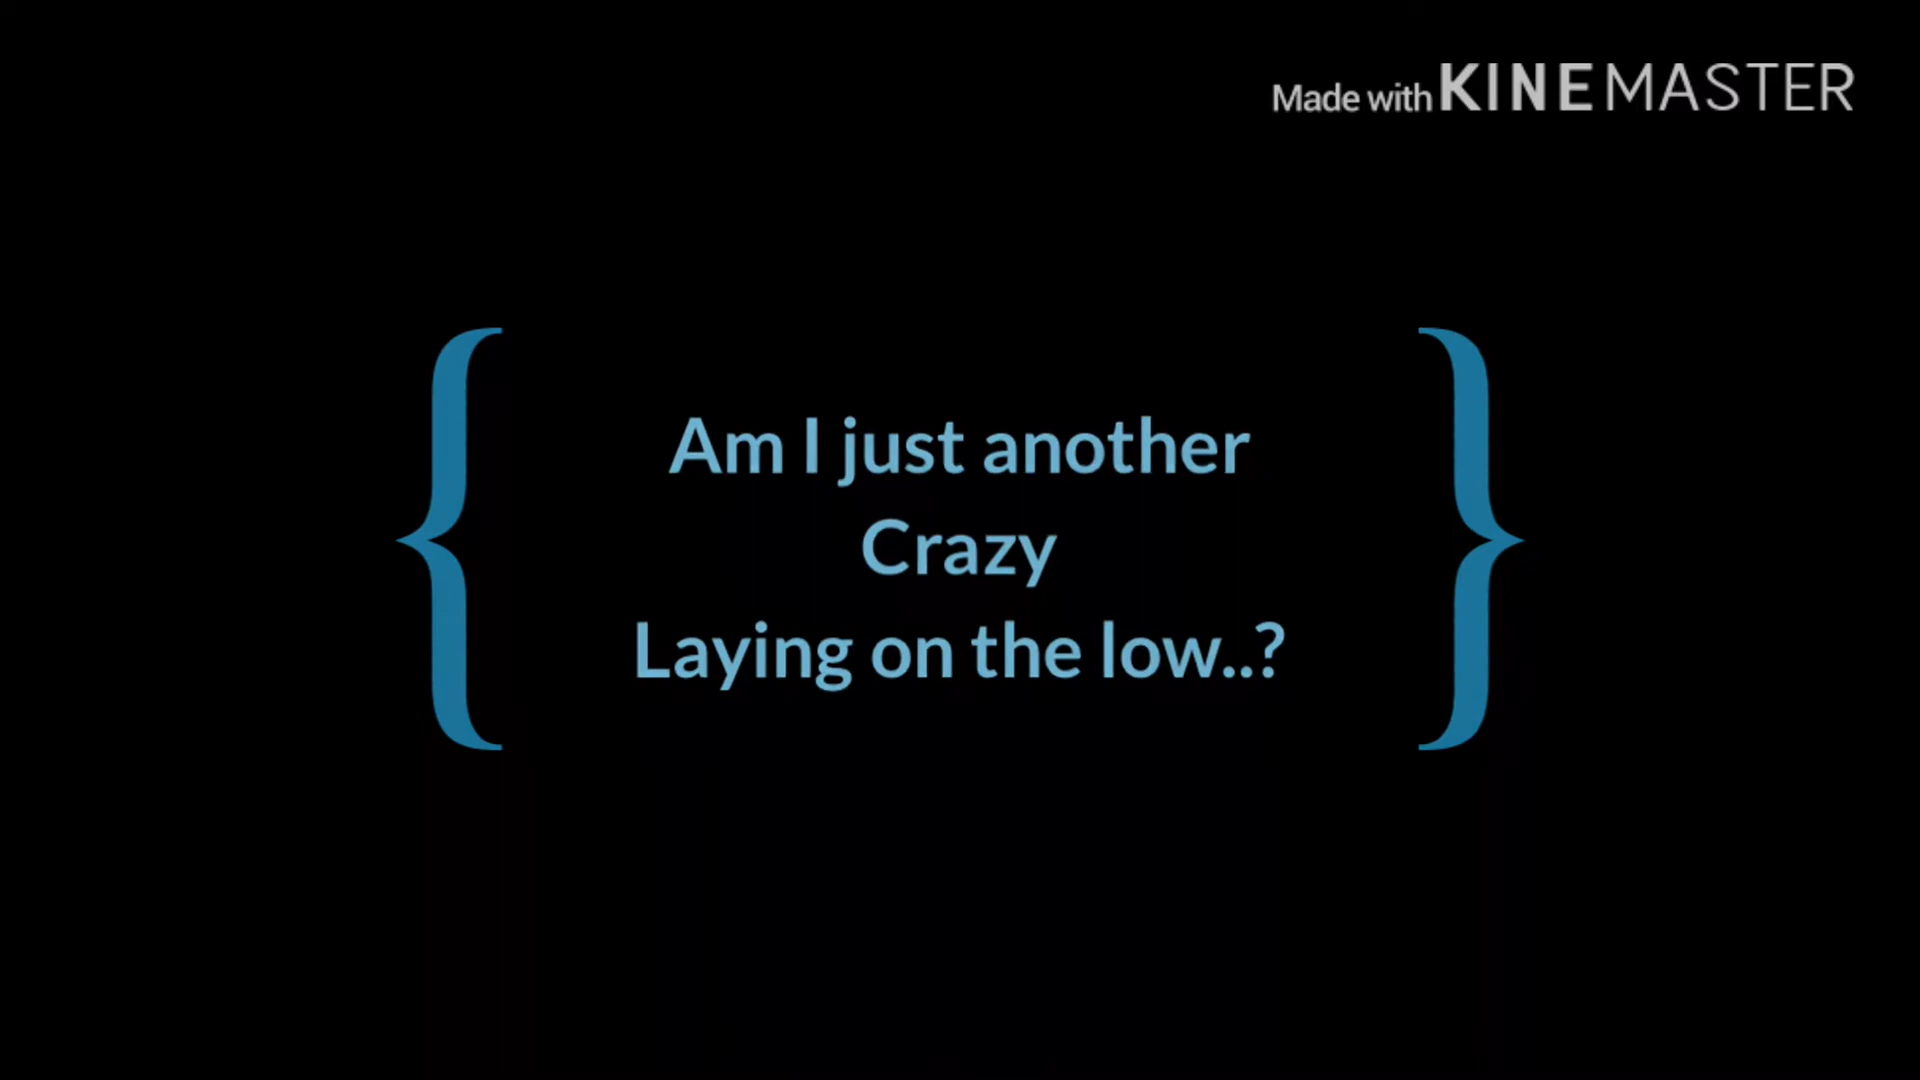 Made with KINEMASTER
Am I just another
Crazy
Laying on the low..?